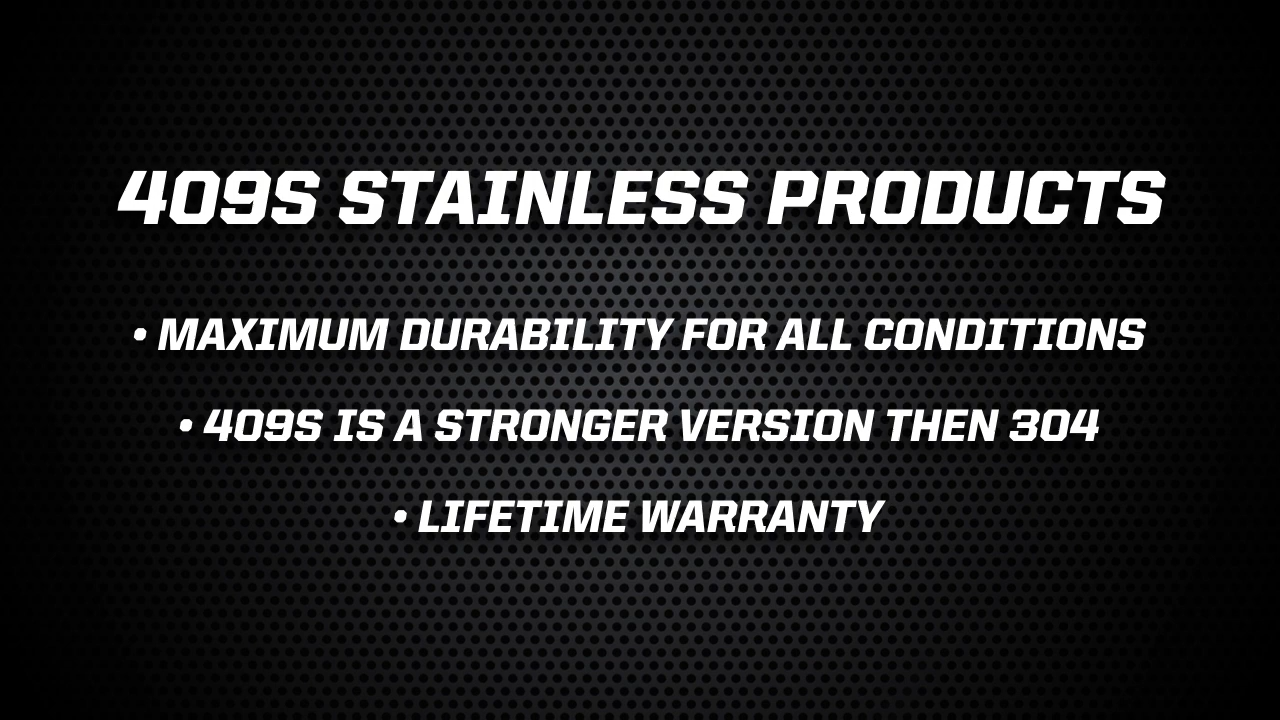 409S STAINLESS PRODUCTS
• MAXIMUM DURABILITY FOR ALL CONDITIONS
• 409S IS A STRONGER VERSION THEN 304
• LIFETIME WARRANTY